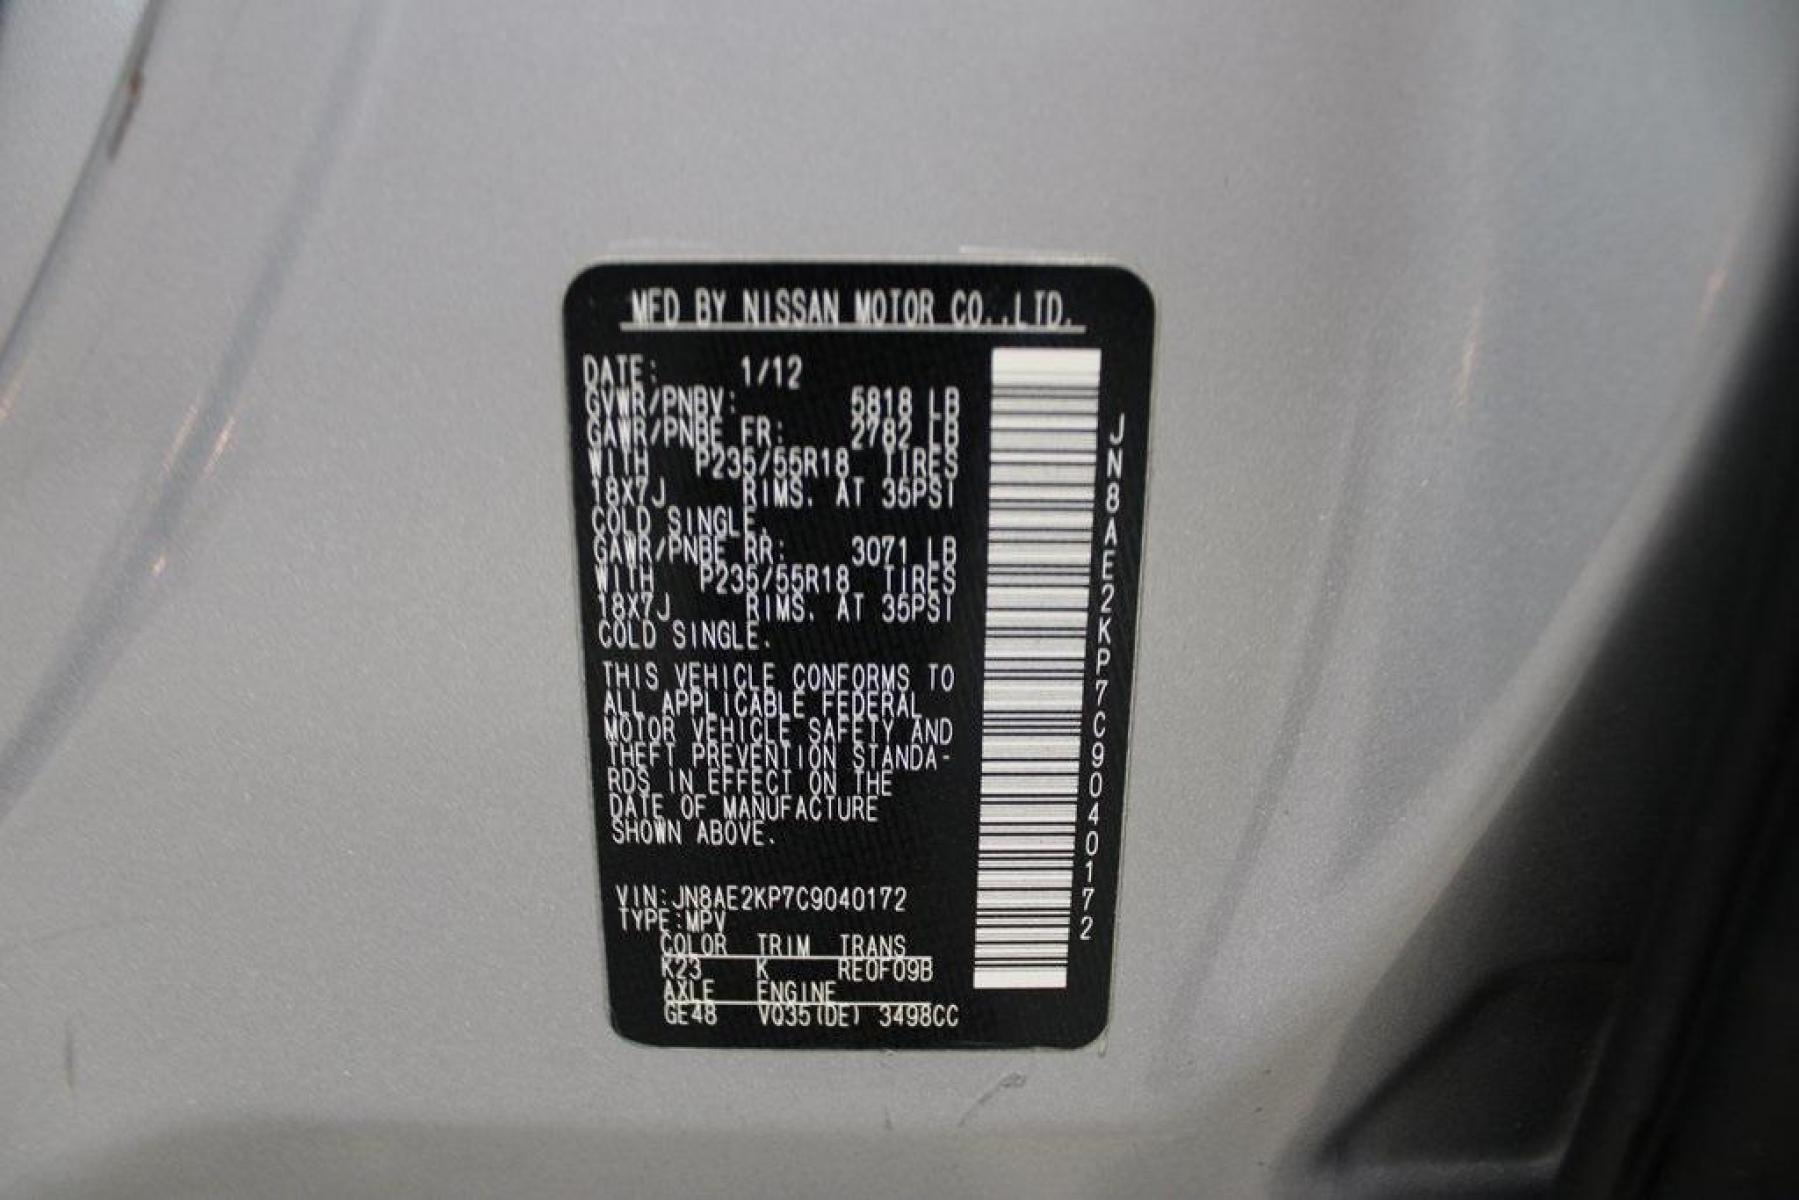 MFD BY NISSAN MOTOR CO.,LTD.
DATE: 1/12
GVWR/PNBV: 5818 LB
GAWR/PNBE FR: 2782 LB
WITH P235/55R18 TIRES
18X7J RIMS. AT 35PSI
COLD SINGLE.
GAWR/PNBE RR: 3071 LB
WITH P235/55R18 TIRES
18X7J RIMS. AT 35PSI
COLD SINGLE.
THIS VEHICLE CONFORMS TO
ALL APPLICABLE FEDERAL
MOTOR VEHICLE SAFETY AND
THEFT PREVENTION STANDA-
RDS IN EFFECT ON THE
DATE OF MANUFACTURE
SHOWN ABOVE.
VIN:JN8AE2KP7C9040172
TYPE:MPV
COLOR TRIM TRANS
K23 K RE0F09B
AXLE ENGINE
GE48 VQ35(DE) 3498CC
JN8AE2KP7C9040172